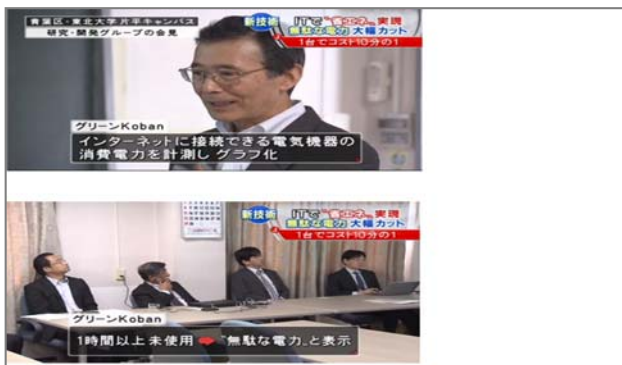 青葉区・東北大学片平キャンパス
研究・開発グループの会見
新技術
ITで“省エネ”実現
無駄な電力 大幅カット
1台でコスト10分の1
グリーンKoban
インターネットに接続できる電気機器の
消費電力を計測し グラフ化
新技術
ITで“省エネ”実現
無駄な電力 大幅カット
1台でコスト10分の1
グリーンKoban
1時間以上未使用 ➡ “無駄な電力”と表示